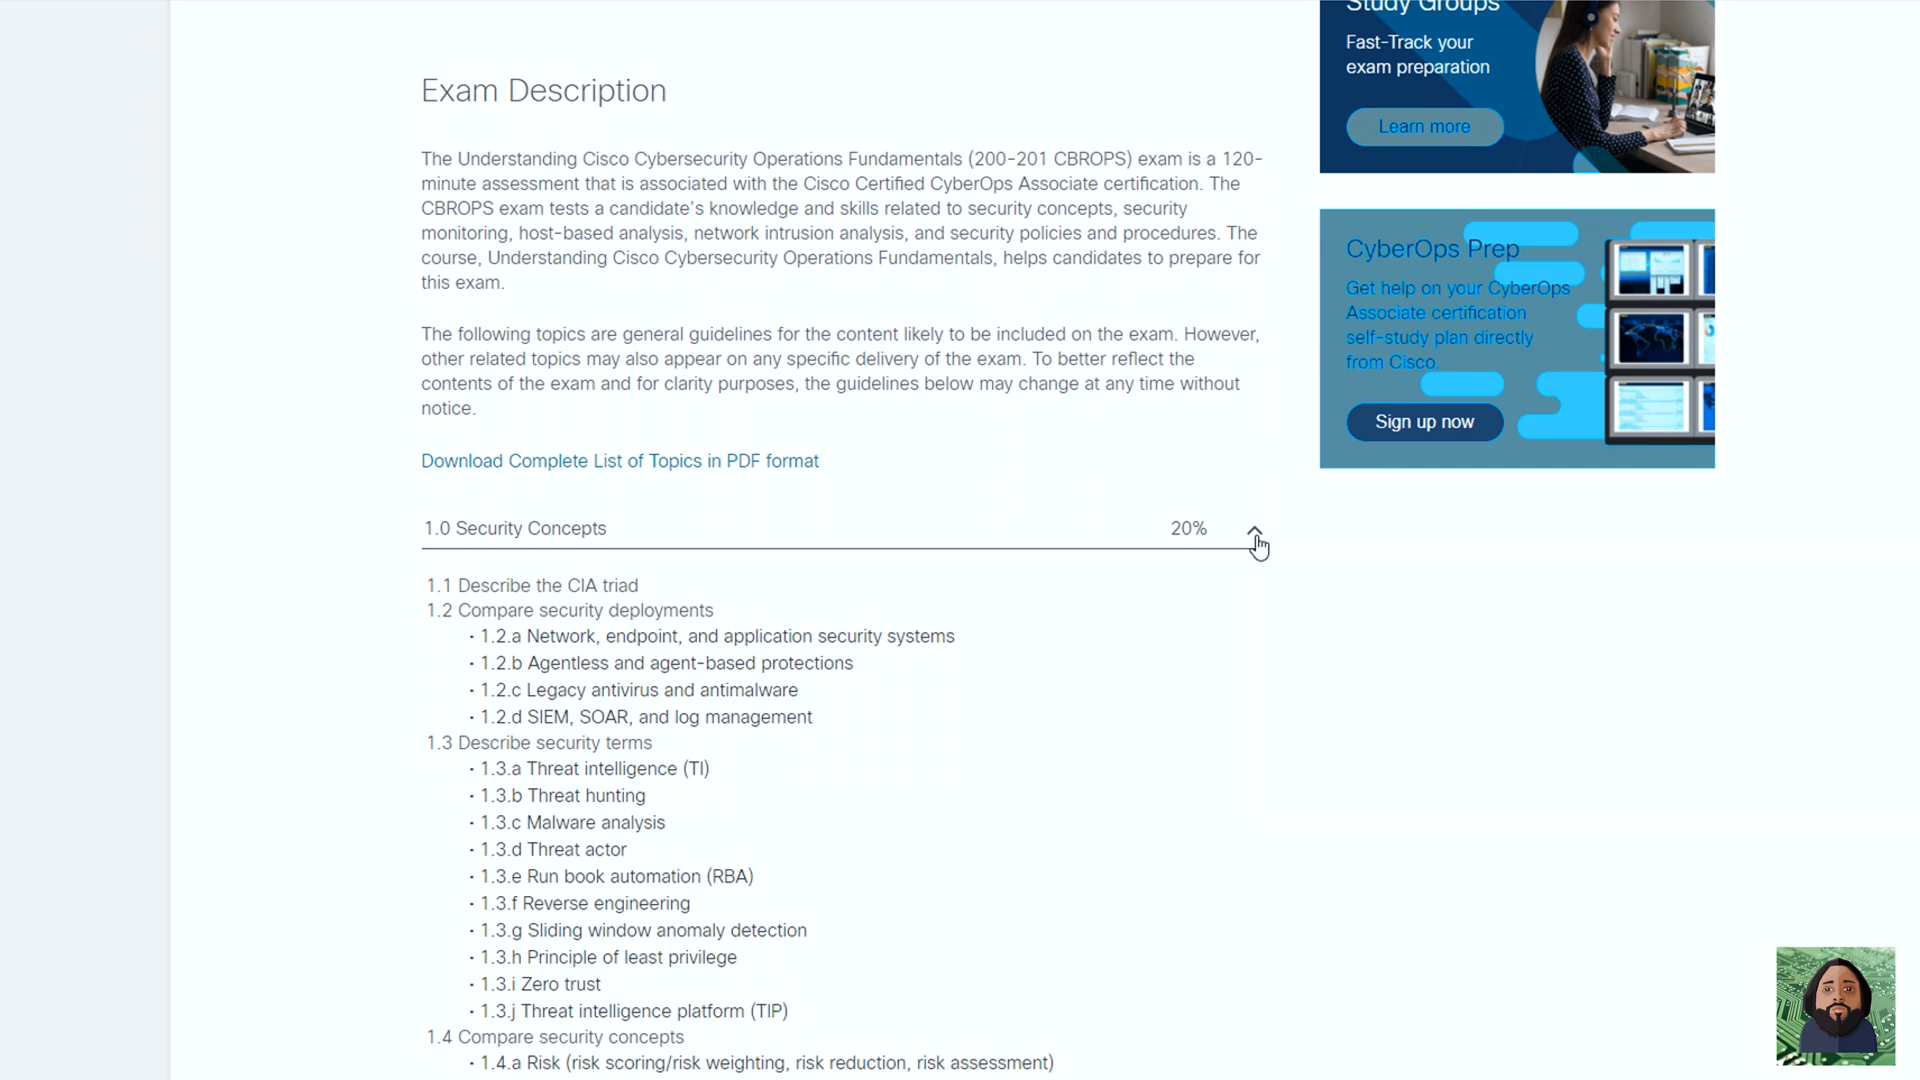 Study Groups
Fast-Track your
exam preparation
Learn more
Exam Description
The Understanding Cisco Cybersecurity Operations Fundamentals (200-201 CBROPS) exam is a 120-
minute assessment that is associated with the Cisco Certified CyberOps Associate certification. The
CBROPS exam tests a candidate's knowledge and skills related to security concepts, security
monitoring, host-based analysis, network intrusion analysis, and security policies and procedures. The
course, Understanding Cisco Cybersecurity Operations Fundamentals, helps candidates to prepare for
this exam.
The following topics are general guidelines for the content likely to be included on the exam. However,
other related topics may also appear on any specific delivery of the exam. To better reflect the
contents of the exam and for clarity purposes, the guidelines below may change at any time without
notice.
Download Complete List of Topics in PDF format
CyberOps Prep
Get help on your CyberOps
Associate certification
self-study plan directly
from Cisco.
Sign up now
1.0 Security Concepts 20%
1.1 Describe the CIA triad
1.2 Compare security deployments
• 1.2.a Network, endpoint, and application security systems
• 1.2.b Agentless and agent-based protections
• 1.2.c Legacy antivirus and antimalware
• 1.2.d SIEM, SOAR, and log management
1.3 Describe security terms
• 1.3.a Threat intelligence (TI)
• 1.3.b Threat hunting
• 1.3.c Malware analysis
• 1.3.d Threat actor
• 1.3.e Run book automation (RBA)
• 1.3.f Reverse engineering
• 1.3.g Sliding window anomaly detection
• 1.3.h Principle of least privilege
• 1.3.i Zero trust
• 1.3.j Threat intelligence platform (TIP)
1.4 Compare security concepts
• 1.4.a Risk (risk scoring/risk weighting, risk reduction, risk assessment)